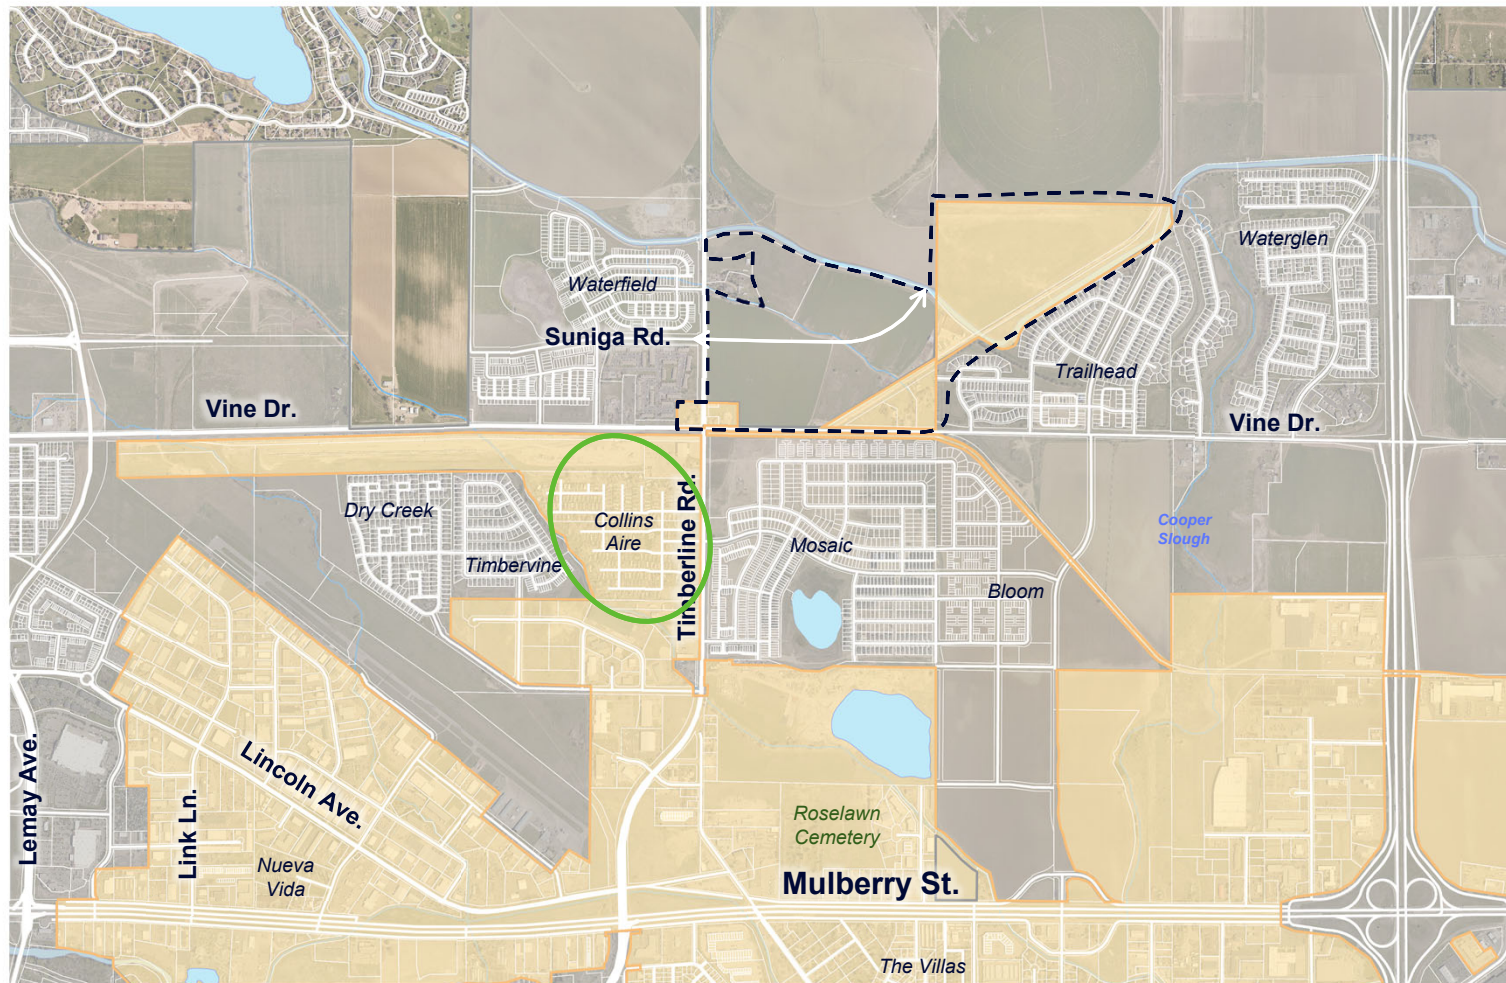 Waterglen
Waterfield
Suniga Rd.
Trailhead
Vine Dr.
Vine Dr.
Timberline Rd.
Dry Creek
Collins
Aire
Timbervine
Mosaic
Cooper
Slough
Bloom
Lemay Ave.
Link Ln.
Lincoln Ave.
Nueva
Vida
Roselawn
Cemetery
Mulberry St.
The Villas